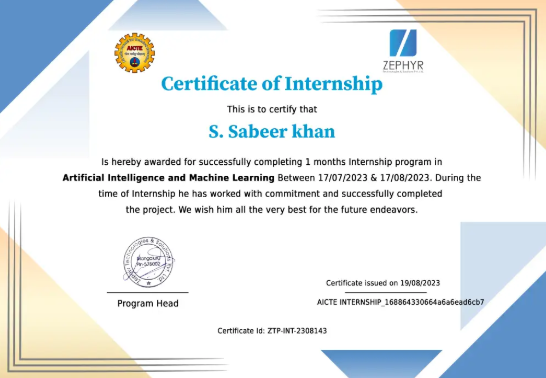 AICTE
ZEPHYR
Certificate of Internship
This is to certify that
S. Sabeer khan
Is hereby awarded for successfully completing 1 months Internship program in
Artificial Intelligence and Machine Learning Between 17/07/2023 & 17/08/2023. During the
time of Internship he has worked with commitment and successfully completed
the project. We wish him all the very best for the future endeavors.
Program Head
Certificate issued on 19/08/2023
AICTE INTERNSHIP_168864330664a6a6ead6cb7
Certificate Id: ZTP-INT-2308143